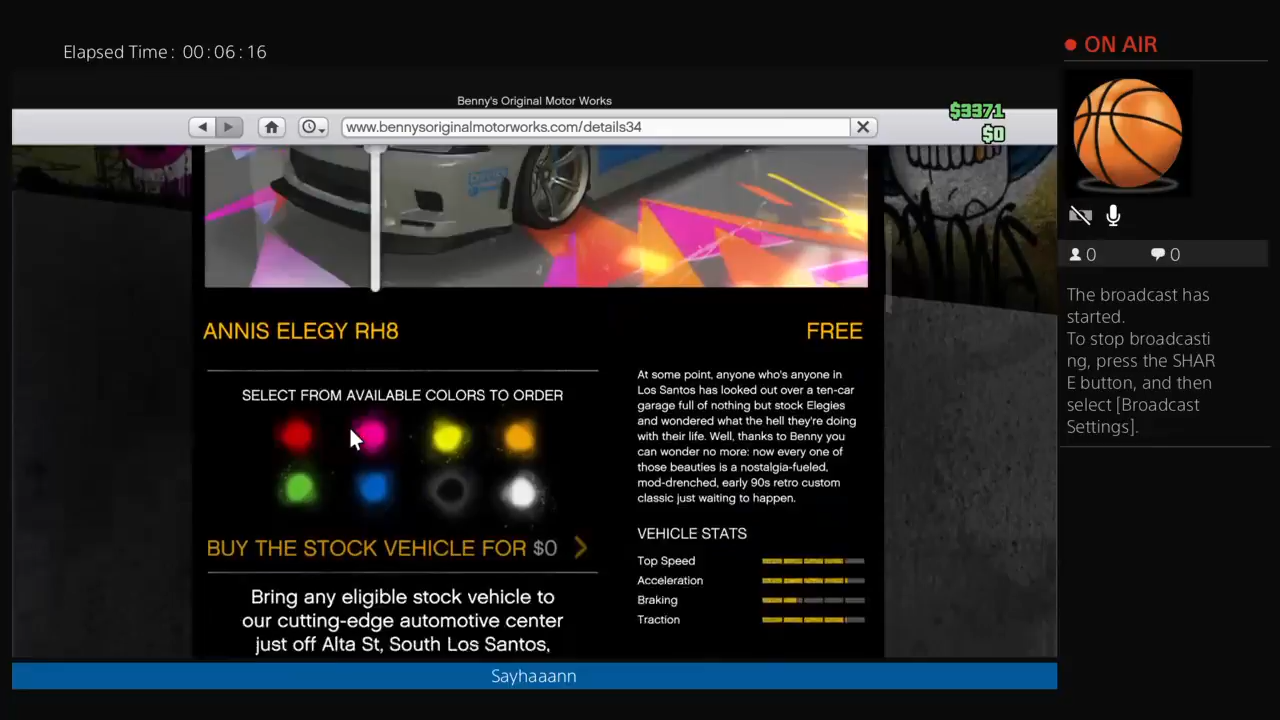 Elapsed Time: 00:06:16
ON AIR
Benny's Original Motor Works
www.bennysoriginalmotorworks.com/details34
$3371
$0
0
0
The broadcast has
started.
To stop broadcasti
ng, press the SHAR
E button, and then
select [Broadcast
Settings].
ANNIS ELEGY RH8
FREE
SELECT FROM AVAILABLE COLORS TO ORDER
BUY THE STOCK VEHICLE FOR $0
Bring any eligible stock vehicle to
our cutting-edge automotive center
just off Alta St, South Los Santos,
At some point, anyone who's anyone in
Los Santos has looked out over a ten-car
garage full of nothing but stock Elegies
and wondered what the hell they're doing
with their life. Well, thanks to Benny you
can wonder no more: now every one of
those beauties is a nostalgia-fueled,
mod-drenched, early 90s retro custom
classic just waiting to happen.
VEHICLE STATS
Top Speed
Acceleration
Braking
Traction
Sayhaaann